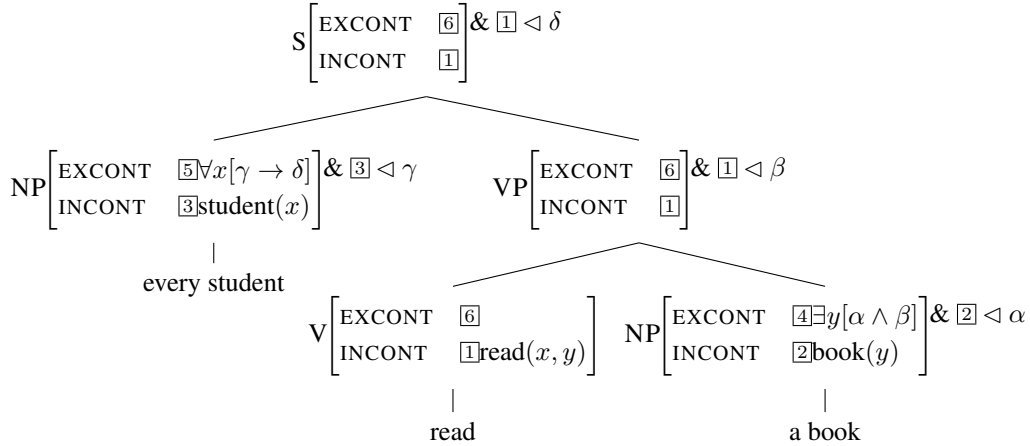 S[EXCONT 6 INCONT 1] & 1 ◁ δ
NP[EXCONT 5∀x[γ → δ] INCONT 3student(x)] & 3 ◁ γ
VP[EXCONT 6 INCONT 1] & 1 ◁ β
every student
V[EXCONT 6 INCONT 1read(x, y)]
NP[EXCONT 4∃y[α ∧ β] INCONT 2book(y)] & 2 ◁ α
read
a book